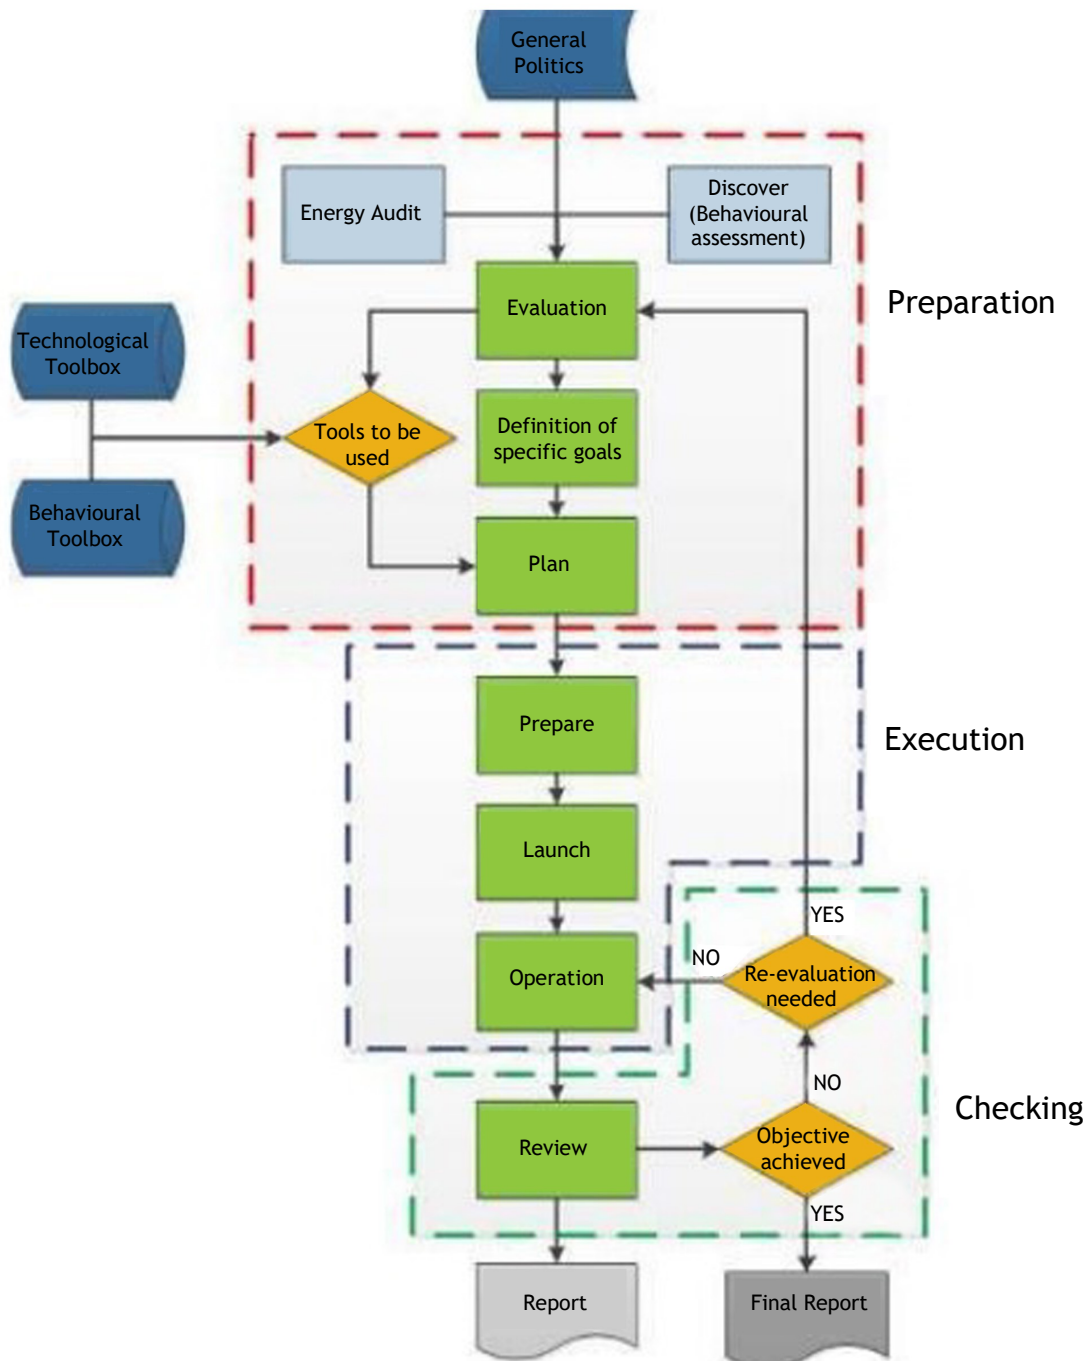 General
Politics
Energy Audit
Discover
(Behavioural
assessment)
Preparation
Evaluation
Technological
Toolbox
Tools to be
used
Definition of
specific goals
Behavioural
Toolbox
Plan
Prepare
Execution
Launch
YES
NO
Re-evaluation
needed
Operation
NO
Checking
Review
Objective
achieved
YES
Report
Final Report